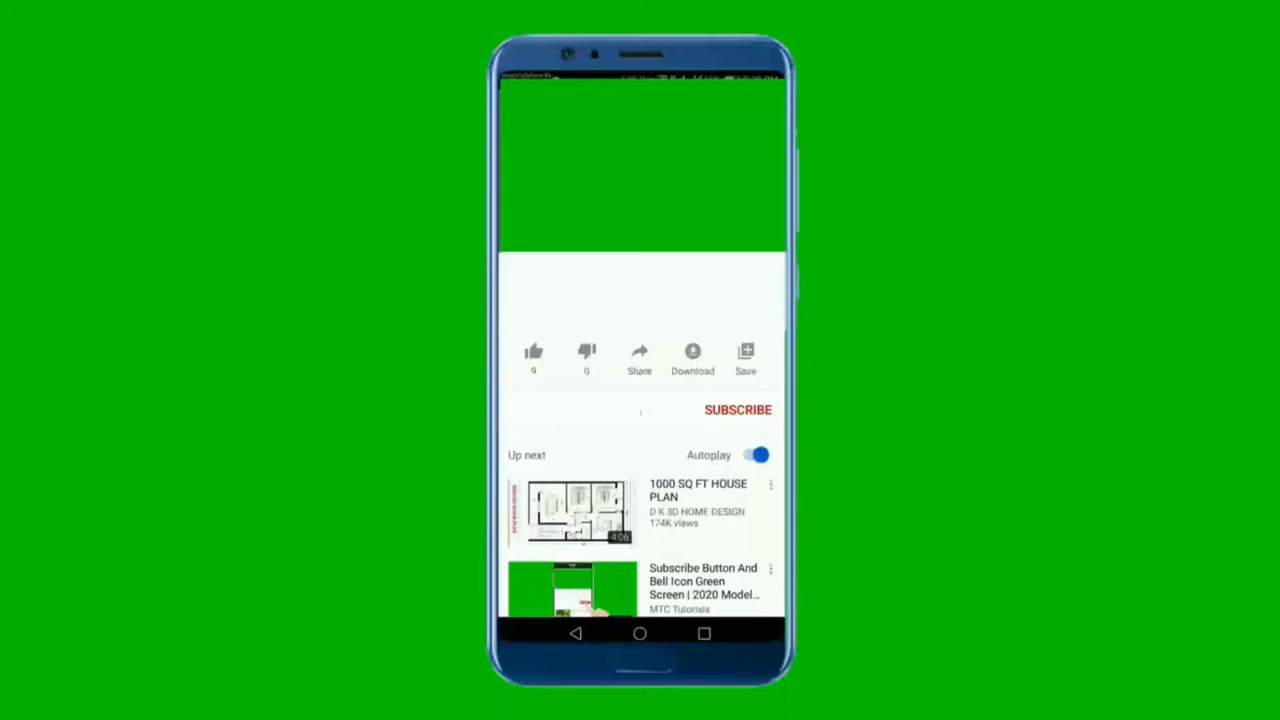 9
0
Share
Download
Save
SUBSCRIBE
Up next
Autoplay
1000 SQ FT HOUSE
PLAN
D K 3D HOME DESIGN
174K views
4:06
Subscribe Button And
Bell Icon Green
Screen | 2020 Model...
MTC Tutorials